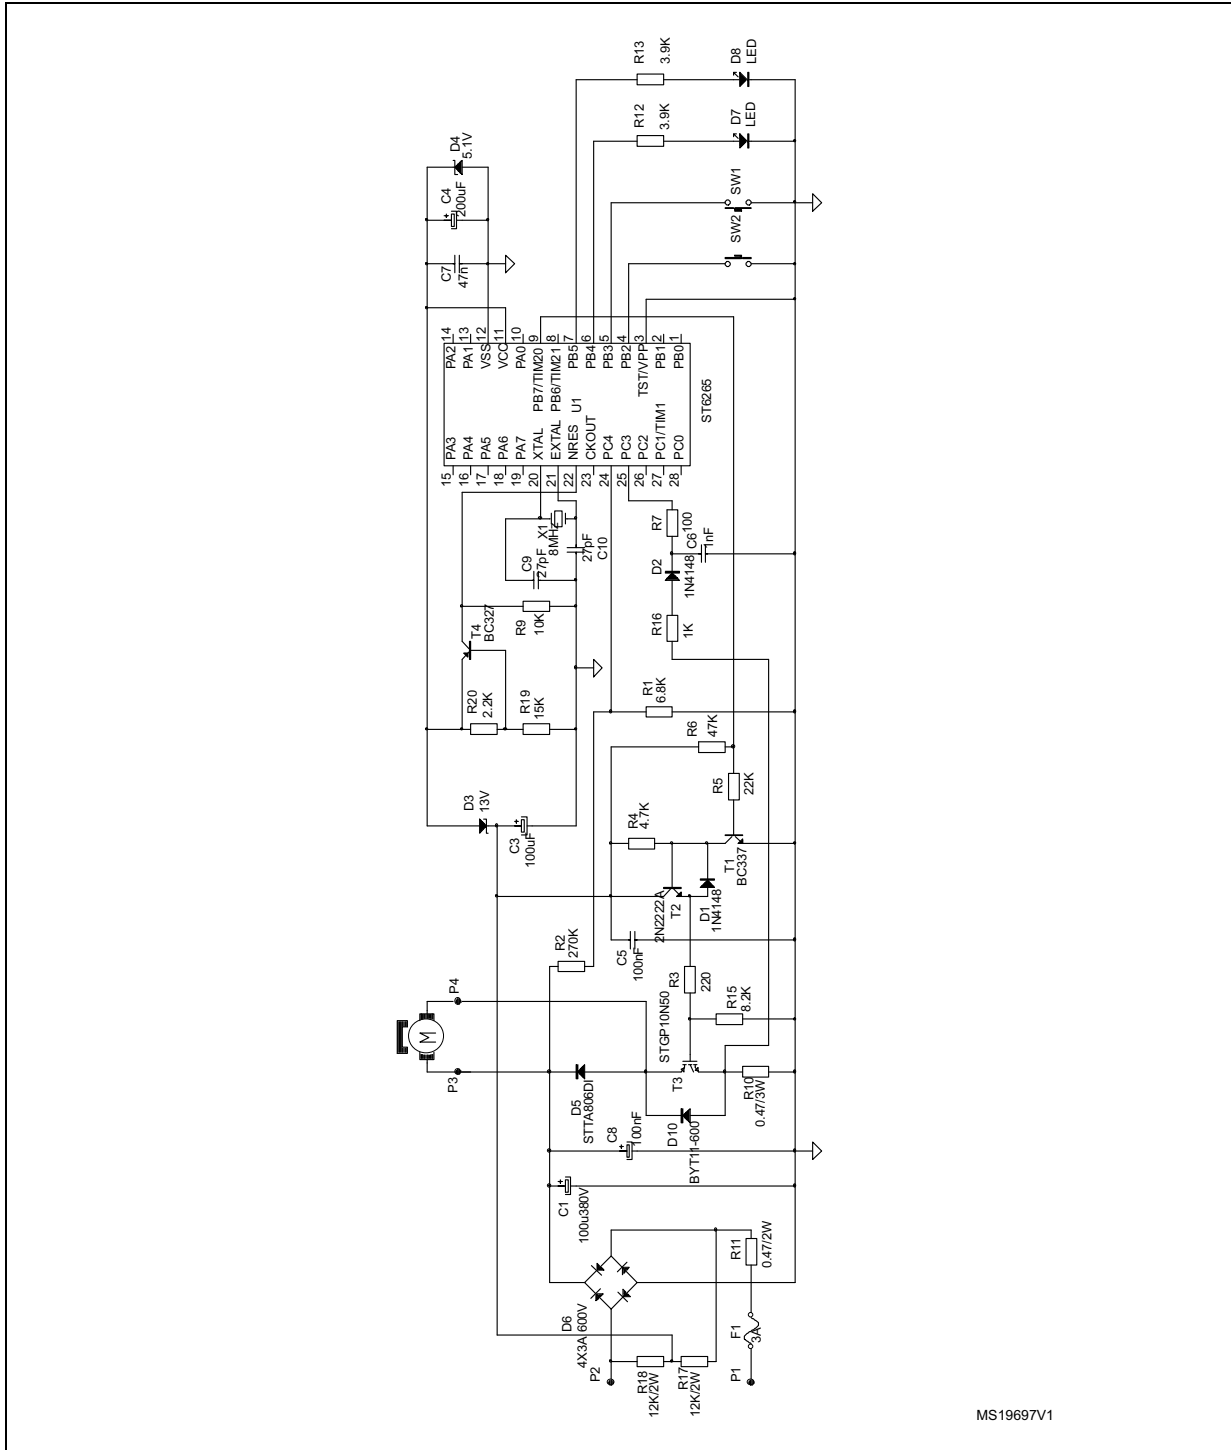 R13
3.9K
D8
LED
R12
3.9K
D7
LED
D4
5.1V
C4
200uF
SW1
SW2
C7
47n
PA2 14
PA1 13
VSS 12
VCC 11
PA0 10
PB7/TIM20 9
PB6/TIM21 8
PB5 7
PB4 6
PB3 5
PB2 4
TST/VPP 3
PB1 2
PB0 1
U1
ST6265
PA3 15
PA4 16
PA5 17
PA6 18
PA7 19
XTAL 20
EXTAL 21
NRES 22
CKOUT 23
PC4 24
PC3 25
PC2 26
PC1/TIM1 27
PC0 28
X1
8MHZ
C9
27pF
27pF
C10
R7
100
C6
1nF
D2
1N4148
R16
1K
T4
BC327
R9
10K
R20
2.2K
R19
15K
R1
6.8K
R6
47K
R5
22K
D3
13V
C3
100uF
R4
4.7K
T1
BC337
2N2222A
T2
D1
1N4148
R2
270K
C5
100nF
R3
220
R15
8.2K
P4
M
P3
STGP10N50
T3
D5
STTA806DI
R10
0.47/3W
C8
100nF
D10
BYT11-600
C1
100u380V
D6
4X3A 600V
R11
0.47/2W
P2
R18
12K/2W
R17
12K/2W
F1
3A
P1
MS19697V1